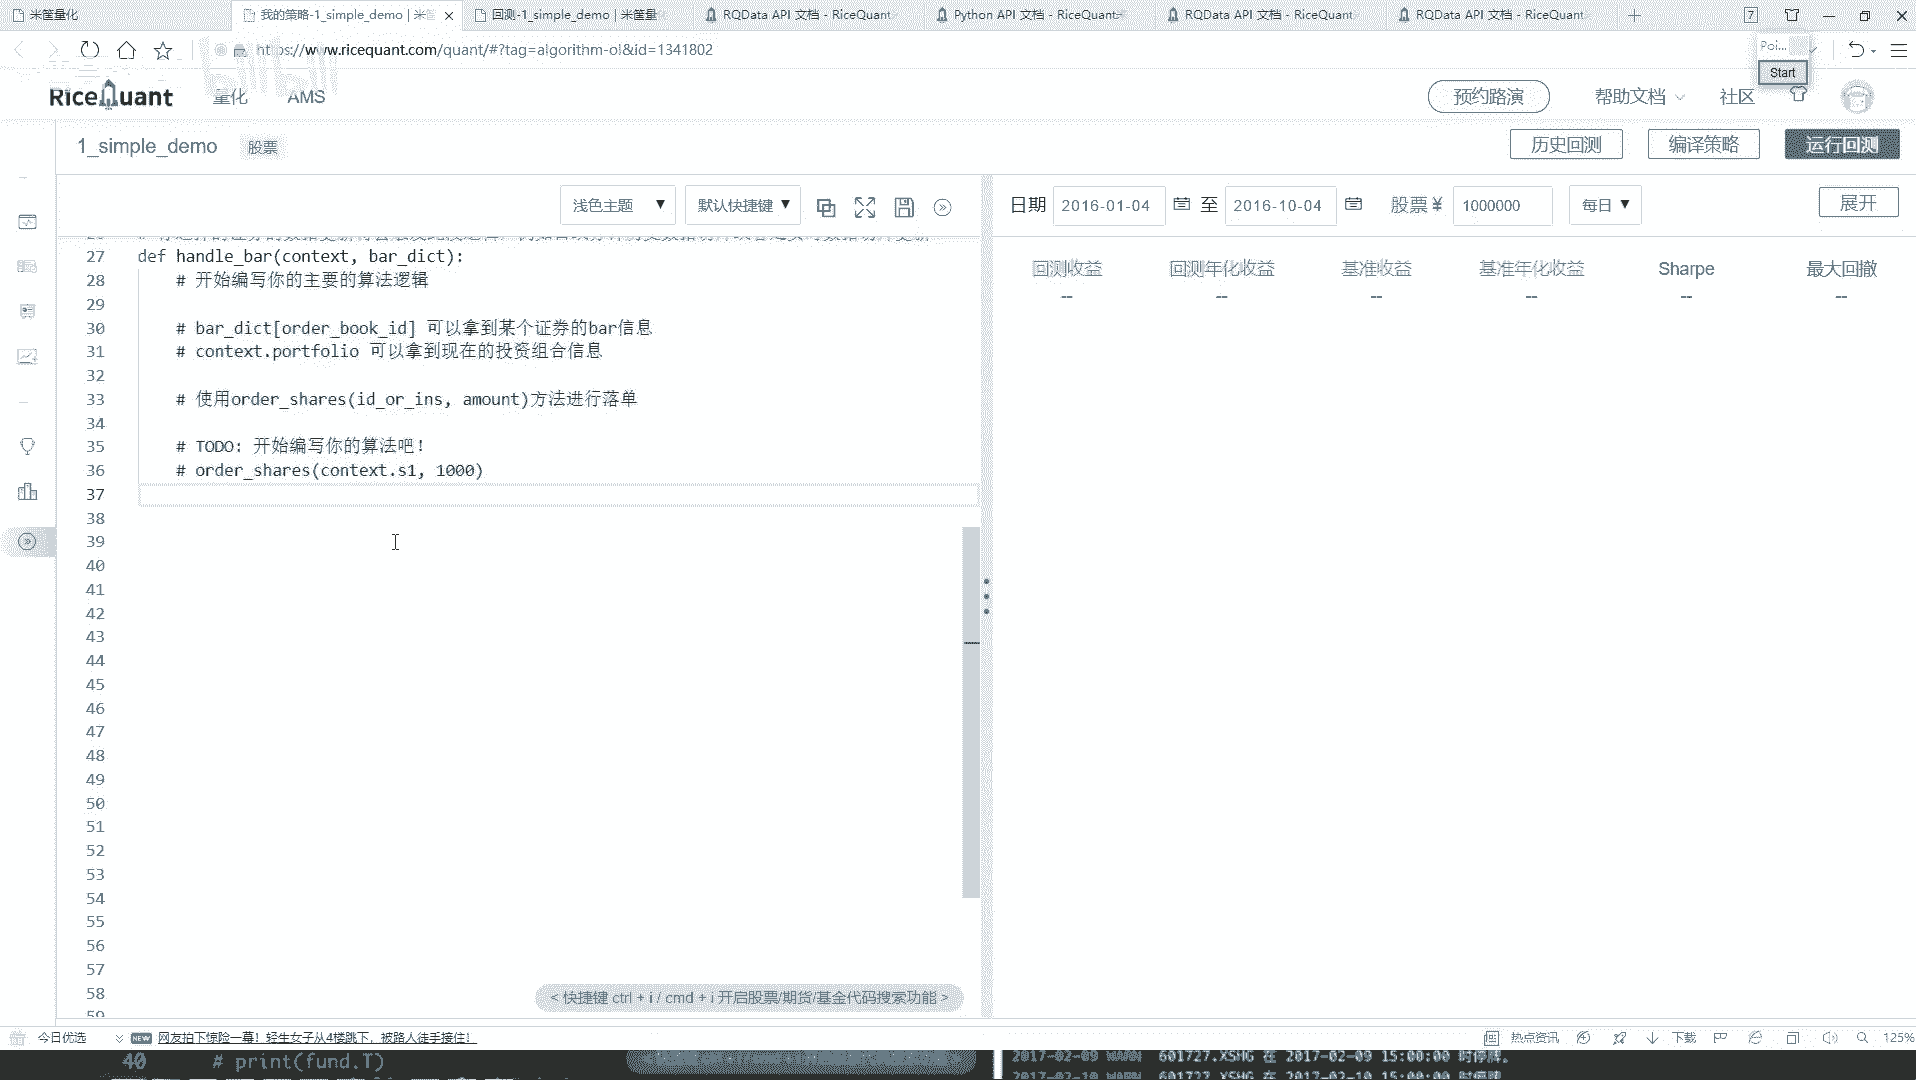 米筐量化
我的策略-1_simple_demo | 米
回测-1_simple_demo | 米筐量
RQData API 文档 - RiceQuant
Python API 文档 - RiceQuant
RQData API 文档 - RiceQuant
RQData API 文档 - RiceQuant
7
https://www.ricequant.com/quant/#?tag=algorithm-ol&id=1341802
Poi...
Start
RiceQuant
量化
AMS
预约路演
帮助文档
社区
1_simple_demo
股票
历史回测
编译策略
运行回测
浅色主题
默认快捷键
日期
2016-01-04
至
2016-10-04
股票¥
1000000
每日
展开
回测收益
回测年化收益
基准收益
基准年化收益
Sharpe
最大回撤
--
--
--
--
--
--
27 def handle_bar(context, bar_dict):
28 # 开始编写你的主要的算法逻辑
29
30 # bar_dict[order_book_id] 可以拿到某个证券的bar信息
31 # context.portfolio 可以拿到现在的投资组合信息
32
33 # 使用order_shares(id_or_ins, amount)方法进行落单
34
35 # TODO: 开始编写你的算法吧!
36 # order_shares(context.s1, 1000)
37
38
39
40
41
42
43
44
45
46
47
48
49
50
51
52
53
54
55
56
57
58
59
< 快捷键 ctrl + i / cmd + i 开启股票/期货/基金代码搜索功能 >
今日优选
NEW
网友拍下惊险一幕！轻生女子从4楼跳下，被路人徒手接住！
热点资讯
下载
125%
40 # print(fund.T)
2017-02-09 WARN 601727.XSHG 在 2017-02-09 15:00:00 时停牌。
2017-02-10 WARN 601727.XSHG 在 2017-02-10 15:00:00 时停牌。